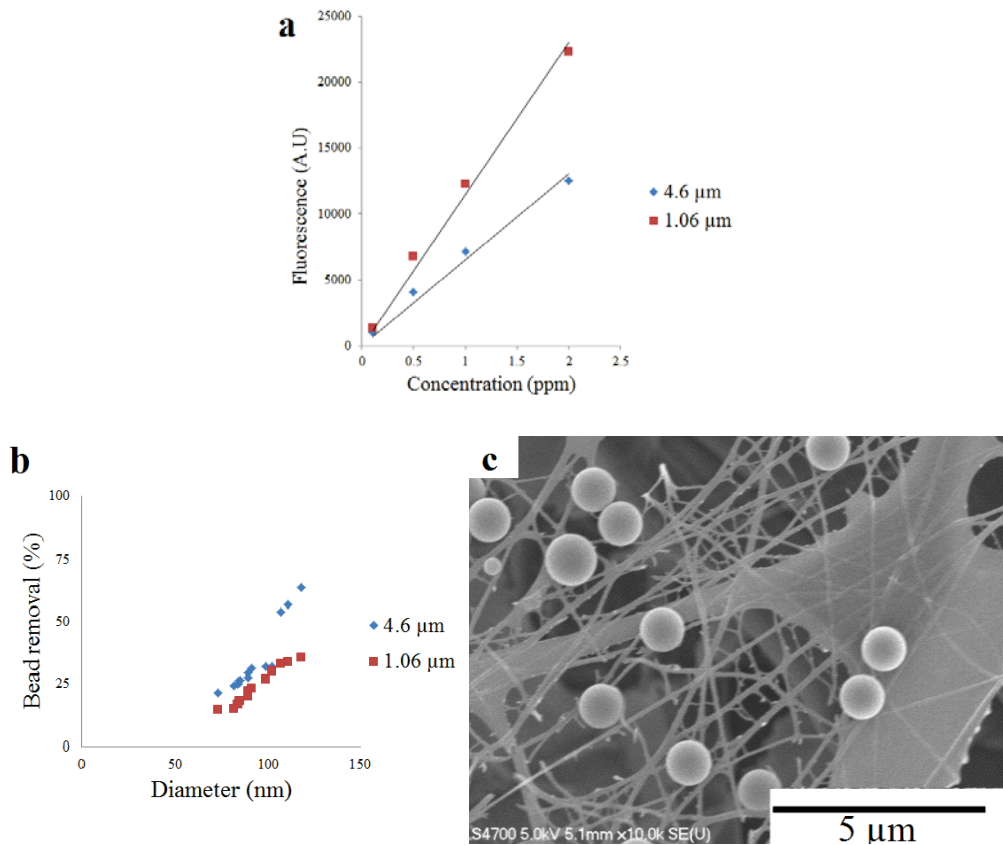 a
25000
20000
15000
10000
5000
0
Fluorescence (A.U)
0 0.5 1 1.5 2 2.5
Concentration (ppm)
4.6 µm
1.06 µm
b
100
75
50
25
0
Bead removal (%)
0 50 100 150
Diameter (nm)
4.6 µm
1.06 µm
c
.S4700 5.0kV 5.1mm x10.0k SE(U)
5 µm